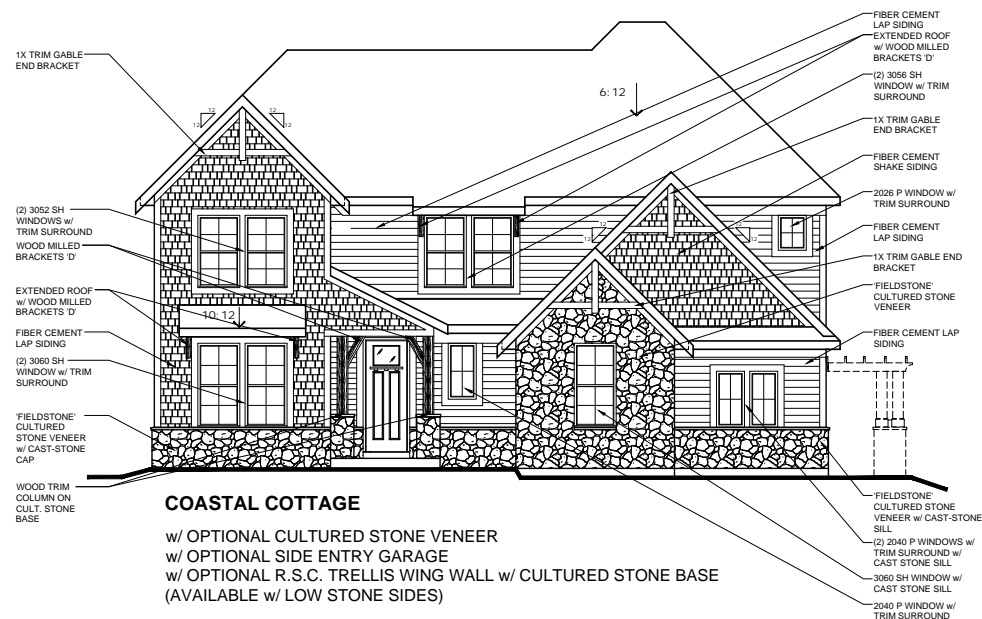 1X TRIM GABLE
END BRACKET
(2) 3052 SH
WINDOWS w/
TRIM SURROUND
WOOD MILLED
BRACKETS 'D'
EXTENDED ROOF
w/ WOOD MILLED
BRACKETS 'D'
FIBER CEMENT
LAP SIDING
(2) 3060 SH
WINDOW w/ TRIM
SURROUND
'FIELDSTONE'
CULTURED
STONE VENEER
w/ CAST-STONE
CAP
WOOD TRIM
COLUMN ON
CULT. STONE
BASE
12
12
12
12
10:12
6:12
12
12
12
12
FIBER CEMENT
LAP SIDING
EXTENDED ROOF
w/ WOOD MILLED
BRACKETS 'D'
(2) 3056 SH
WINDOW w/ TRIM
SURROUND
1X TRIM GABLE
END BRACKET
FIBER CEMENT
SHAKE SIDING
2026 P WINDOW w/
TRIM SURROUND
FIBER CEMENT
LAP SIDING
1X TRIM GABLE END
BRACKET
'FIELDSTONE'
CULTURED STONE
VENEER
FIBER CEMENT LAP
SIDING
'FIELDSTONE'
CULTURED STONE
VENEER w/ CAST-STONE
SILL
(2) 2040 P WINDOWS w/
TRIM SURROUND w/
CAST STONE SILL
3060 SH WINDOW w/
CAST STONE SILL
2040 P WINDOW w/
TRIM SURROUND
COASTAL COTTAGE
w/ OPTIONAL CULTURED STONE VENEER
w/ OPTIONAL SIDE ENTRY GARAGE
w/ OPTIONAL R.S.C. TRELLIS WING WALL w/ CULTURED STONE BASE
(AVAILABLE w/ LOW STONE SIDES)